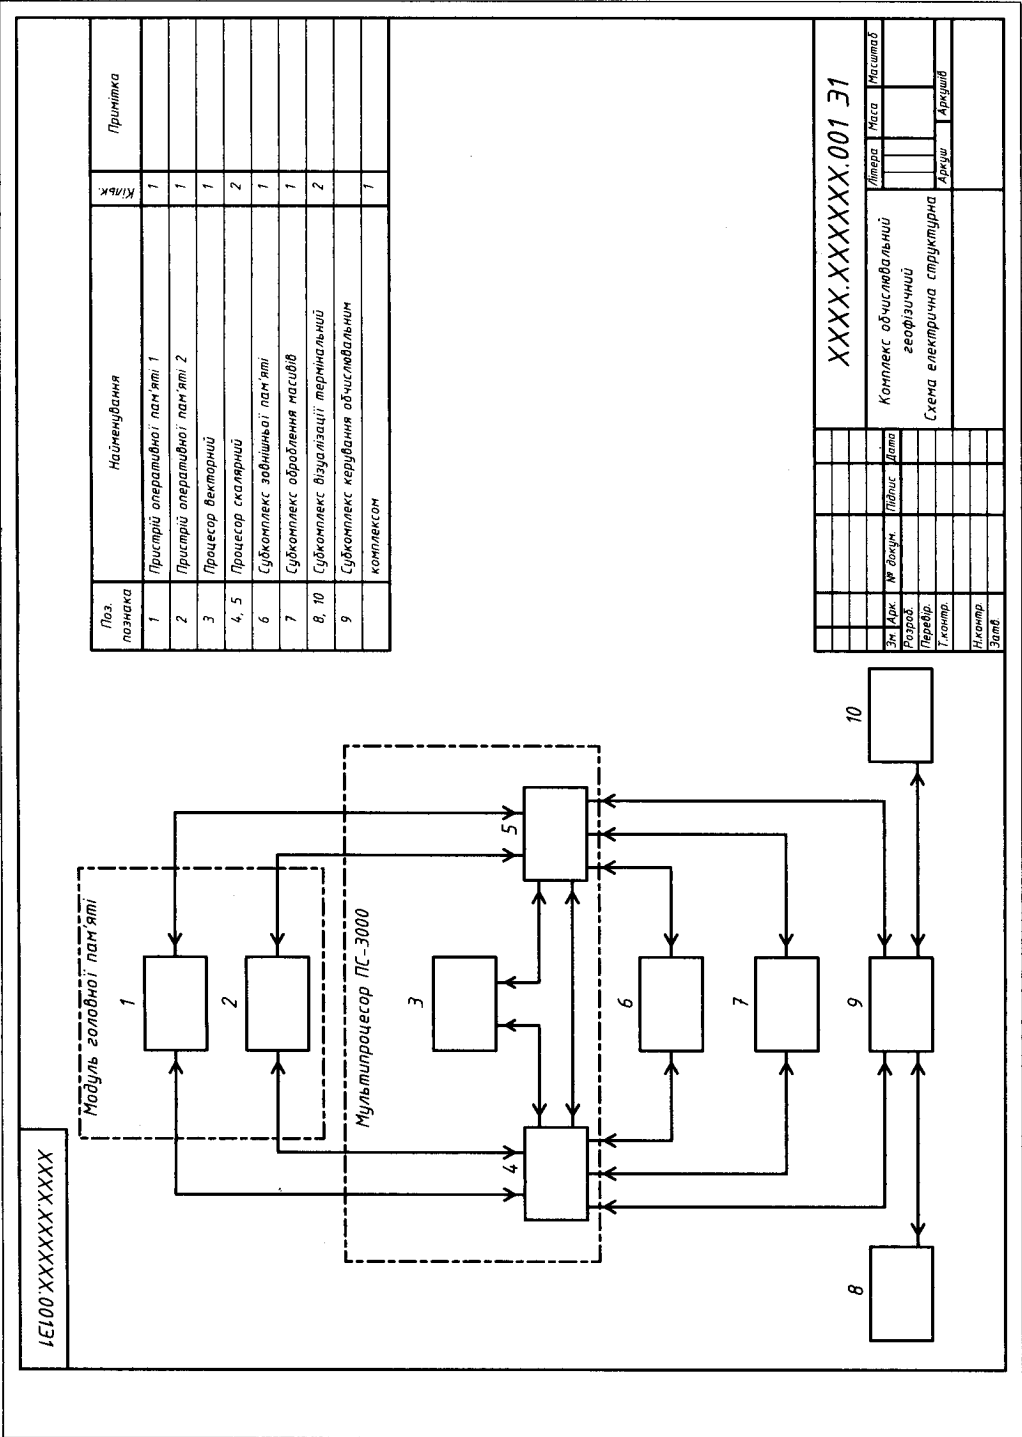 XXXX.XXXXXX.001Э1
Модуль головної пам'яті
1
2
Мультипроцесор ПС-3000
3
4
5
6
7
8
9
10
Поз. познака
Найменування
Кільк.
Примітка
1 Пристрій оперативної пам'яті 1 1
2 Пристрій оперативної пам'яті 2 1
3 Процесор векторний 1
4, 5 Процесор скалярний 2
6 Субкомплекс зовнішньої пам'яті 1
7 Субкомплекс оброблення масивів 1
8, 10 Субкомплекс візуалізації термінальний 2
9 Субкомплекс керування обчислювальним
комплексом 1
XXXX.XXXXXX.001 Э1
Зм. Арк. № докум. Підпис Дата
Розроб.
Перевір.
Т.контр.
Н.контр.
Затв.
Комплекс обчислювальний
геофізичний
Схема електрична структурна
Літера Маса Масштаб
Аркуш Аркушів